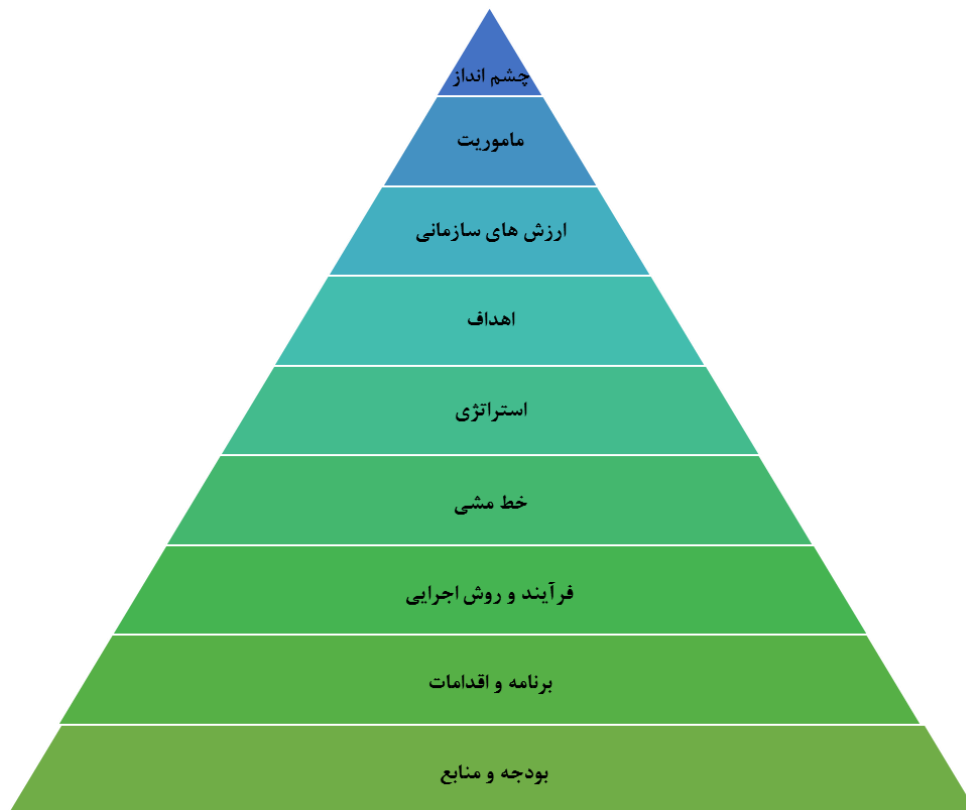 چشم انداز
ماموریت
ارزش های سازمانی
اهداف
استراتژی
خط مشی
فرآیند و روش اجرایی
برنامه و اقدامات
بودجه و منابع